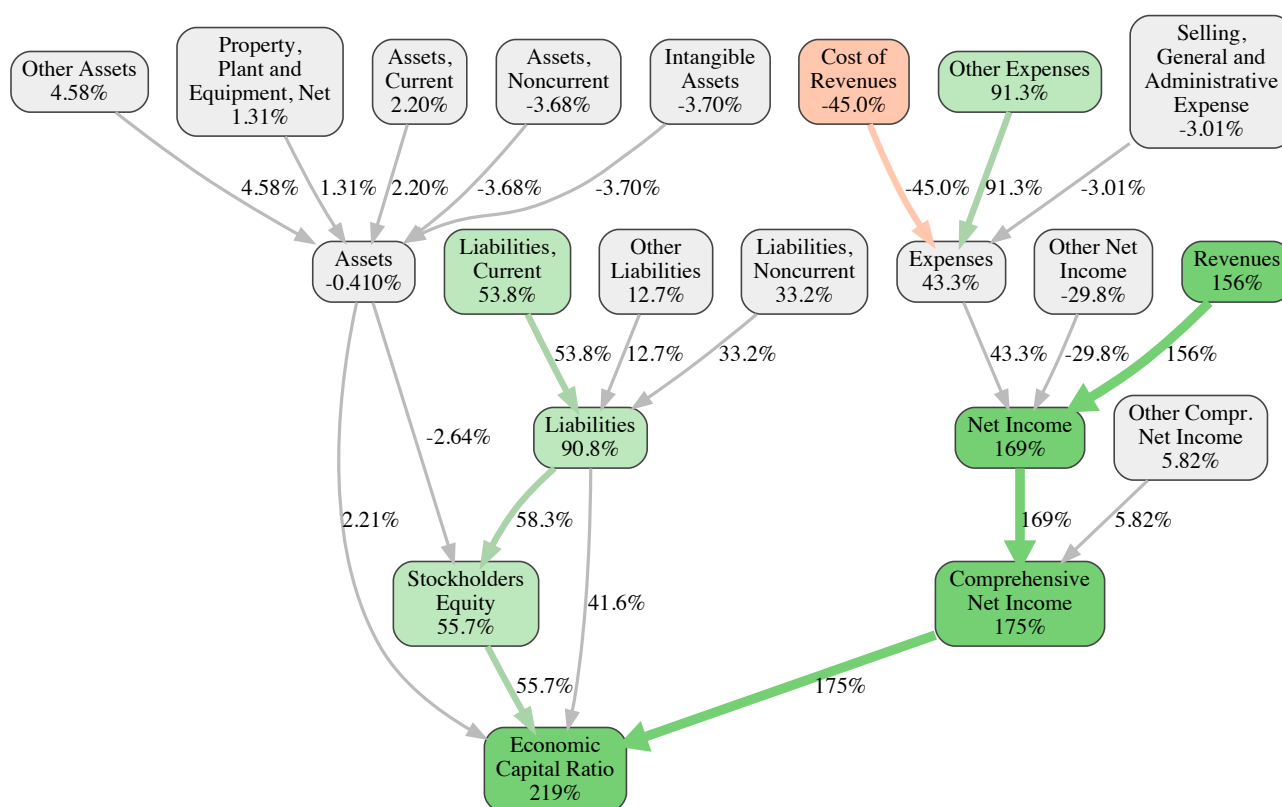 Other Assets
4.58%
Property,
Plant and
Equipment, Net
1.31%
Assets,
Current
2.20%
Assets,
Noncurrent
-3.68%
Intangible
Assets
-3.70%
Cost of
Revenues
-45.0%
Other Expenses
91.3%
Selling,
General and
Administrative
Expense
-3.01%
4.58%
1.31%
2.20%
-3.68%
-3.70%
-45.0%
91.3%
-3.01%
Assets
-0.410%
Liabilities,
Current
53.8%
Other
Liabilities
12.7%
Liabilities,
Noncurrent
33.2%
Expenses
43.3%
Other Net
Income
-29.8%
Revenues
156%
53.8%
12.7%
33.2%
43.3%
-29.8%
156%
-2.64%
Liabilities
90.8%
Net Income
169%
Other Compr.
Net Income
5.82%
2.21%
58.3%
169%
5.82%
Stockholders
Equity
55.7%
41.6%
Comprehensive
Net Income
175%
55.7%
175%
Economic
Capital Ratio
219%